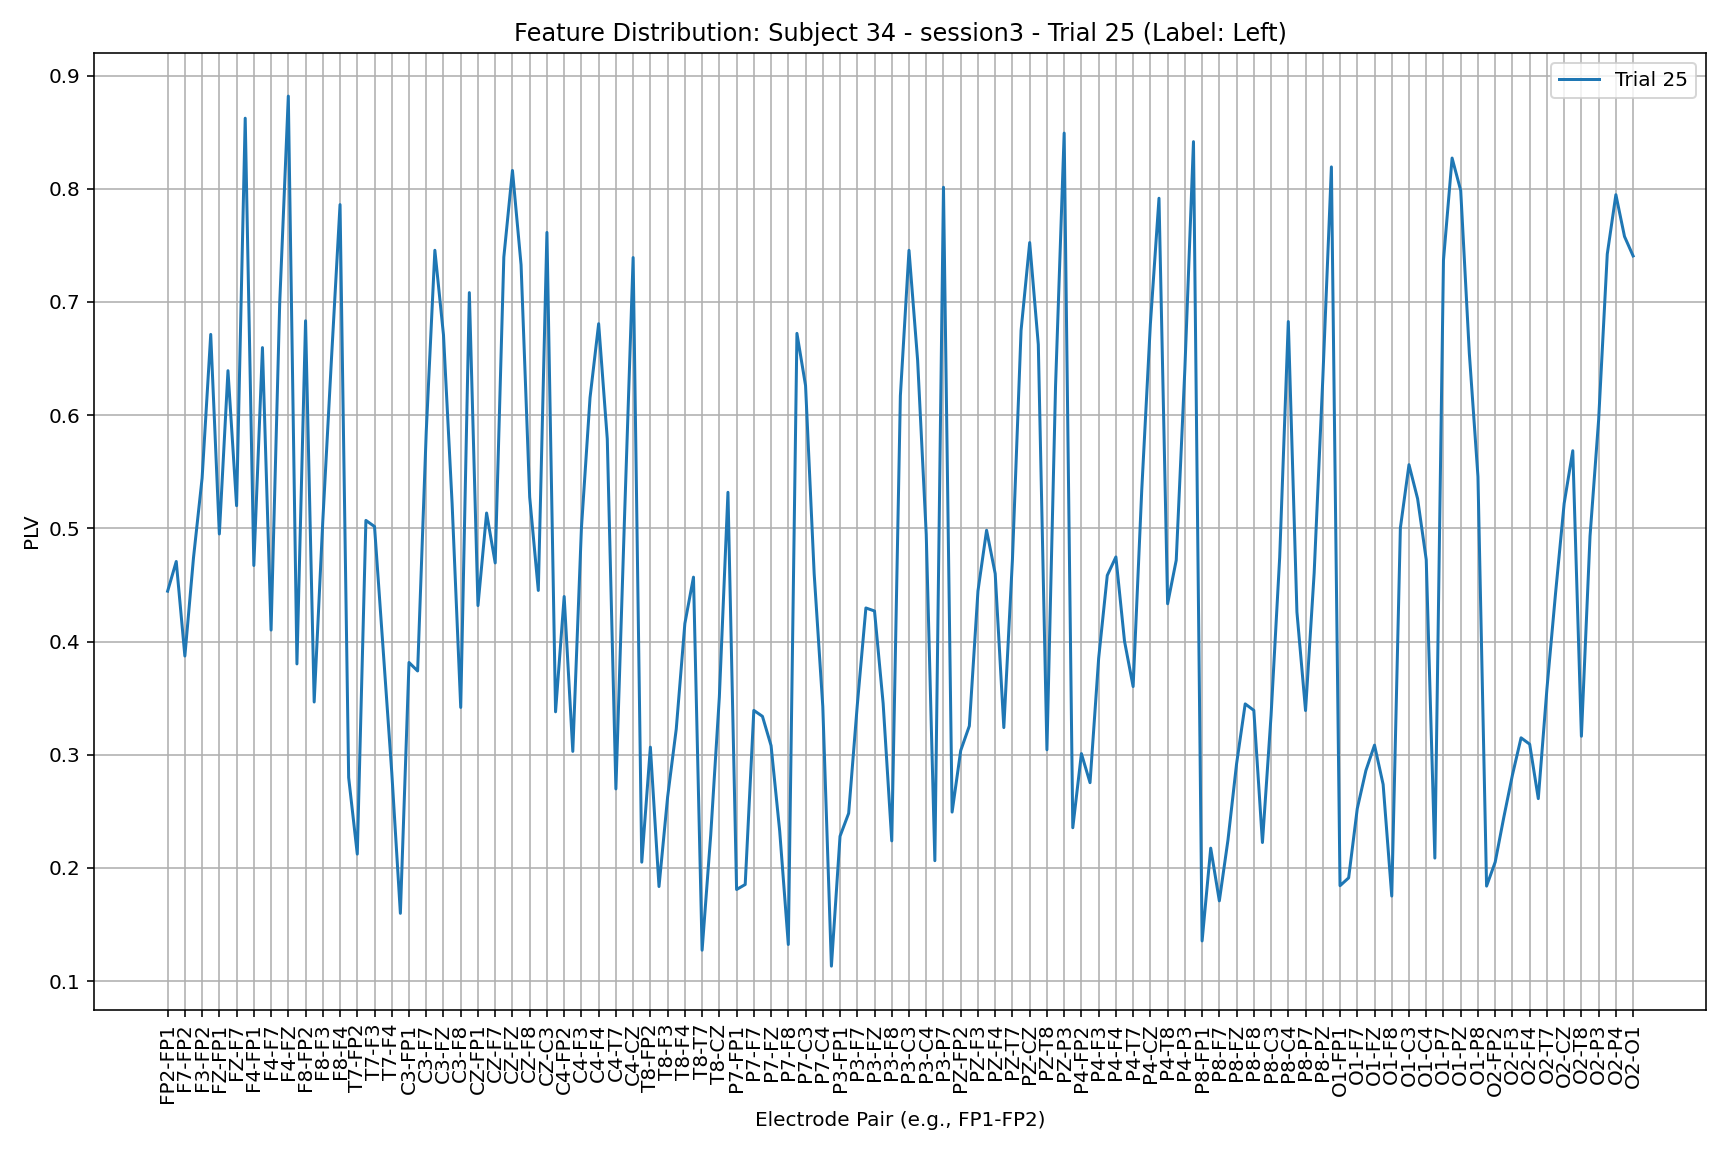 Feature Distribution: Subject 34 - session3 - Trial 25 (Label: Left)
Trial 25
PLV
0.9
0.8
0.7
0.6
0.5
0.4
0.3
0.2
0.1
FP2-FP1
F7-FP2
F3-FP2
FZ-FP1
FZ-F7
F4-FP1
F4-F7
F4-FZ
F8-FP2
F8-F3
F8-F4
T7-FP2
T7-F3
T7-F4
C3-FP1
C3-F7
C3-FZ
C3-F8
CZ-FP1
CZ-F7
CZ-FZ
CZ-F8
CZ-C3
C4-FP2
C4-F3
C4-F4
C4-T7
C4-CZ
T8-FP2
T8-F3
T8-F4
T8-T7
T8-CZ
P7-FP1
P7-F7
P7-FZ
P7-F8
P7-C3
P7-C4
P3-FP1
P3-F7
P3-FZ
P3-F8
P3-C3
P3-C4
P3-P7
PZ-FP2
PZ-F3
PZ-F4
PZ-T7
PZ-CZ
PZ-T8
PZ-P3
P4-FP2
P4-F3
P4-F4
P4-T7
P4-CZ
P4-T8
P4-P3
P8-FP1
P8-F7
P8-FZ
P8-F8
P8-C3
P8-C4
P8-P7
P8-PZ
O1-FP1
O1-F7
O1-FZ
O1-F8
O1-C3
O1-C4
O1-P7
O1-PZ
O1-P8
O2-FP2
O2-F3
O2-F4
O2-T7
O2-CZ
O2-T8
O2-P3
O2-P4
O2-O1
Electrode Pair (e.g., FP1-FP2)